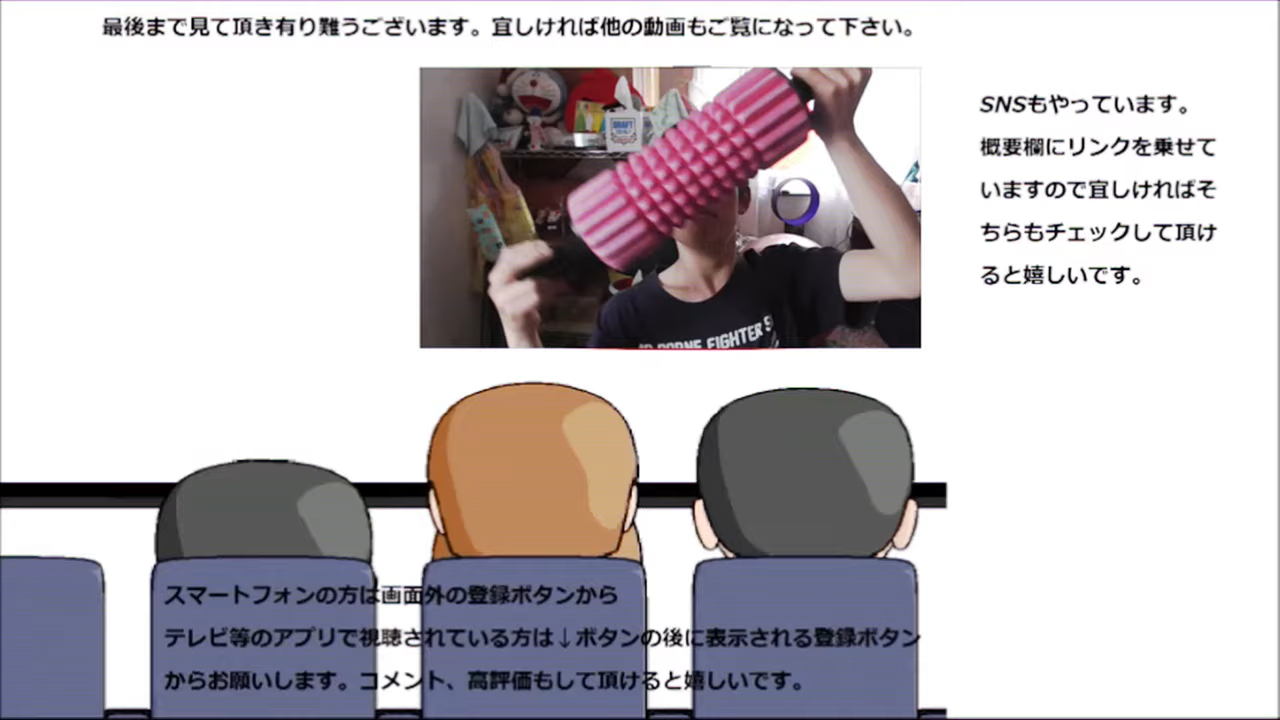 最後まで見て頂き有り難うございます。宜しければ他の動画もご覧になって下さい。
SNSもやっています。
概要欄にリンクを乗せて
いますので宜しければそ
ちらもチェックして頂け
ると嬉しいです。
DRAFT
FIGHTER
スマートフォンの方は画面外の登録ボタンから
テレビ等のアプリで視聴されている方は↓ボタンの後に表示される登録ボタン
からお願いします。コメント、高評価もして頂けると嬉しいです。